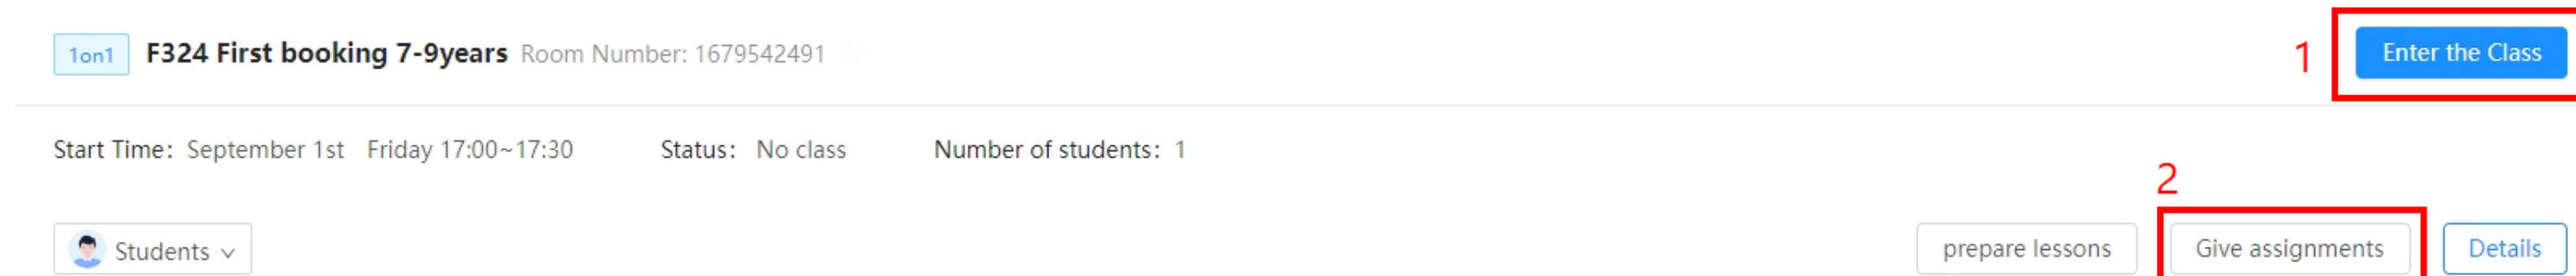 1on1 F324 First booking 7-9years Room Number: 1679542491 1 Enter the Class
Start Time: September 1st Friday 17:00~17:30 Status: No class Number of students: 1
2
Students prepare lessons Give assignments Details